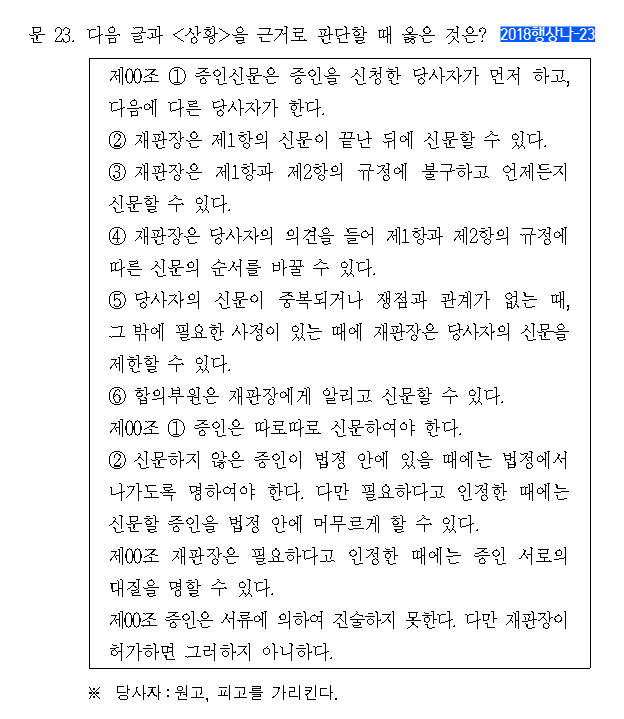 문 23. 다음 글과 <상황>을 근거로 판단할 때 옳은 것은? 2018행상나-23
제00조 ① 증인신문은 증인을 신청한 당사자가 먼저 하고,
다음에 다른 당사자가 한다.
② 재판장은 제1항의 신문이 끝난 뒤에 신문할 수 있다.
③ 재판장은 제1항과 제2항의 규정에 불구하고 언제든지
신문할 수 있다.
④ 재판장은 당사자의 의견을 들어 제1항과 제2항의 규정에
따른 신문의 순서를 바꿀 수 있다.
⑤ 당사자의 신문이 중복되거나 쟁점과 관계가 없는 때,
그 밖에 필요한 사정이 있는 때에 재판장은 당사자의 신문을
제한할 수 있다.
⑥ 합의부원은 재판장에게 알리고 신문할 수 있다.
제00조 ① 증인은 따로따로 신문하여야 한다.
② 신문하지 않은 증인이 법정 안에 있을 때에는 법정에서
나가도록 명하여야 한다. 다만 필요하다고 인정한 때에는
신문할 증인을 법정 안에 머무르게 할 수 있다.
제00조 재판장은 필요하다고 인정한 때에는 증인 서로의
대질을 명할 수 있다.
제00조 증인은 서류에 의하여 진술하지 못한다. 다만 재판장이
허가하면 그러하지 아니하다.
※ 당사자 : 원고, 피고를 가리킨다.